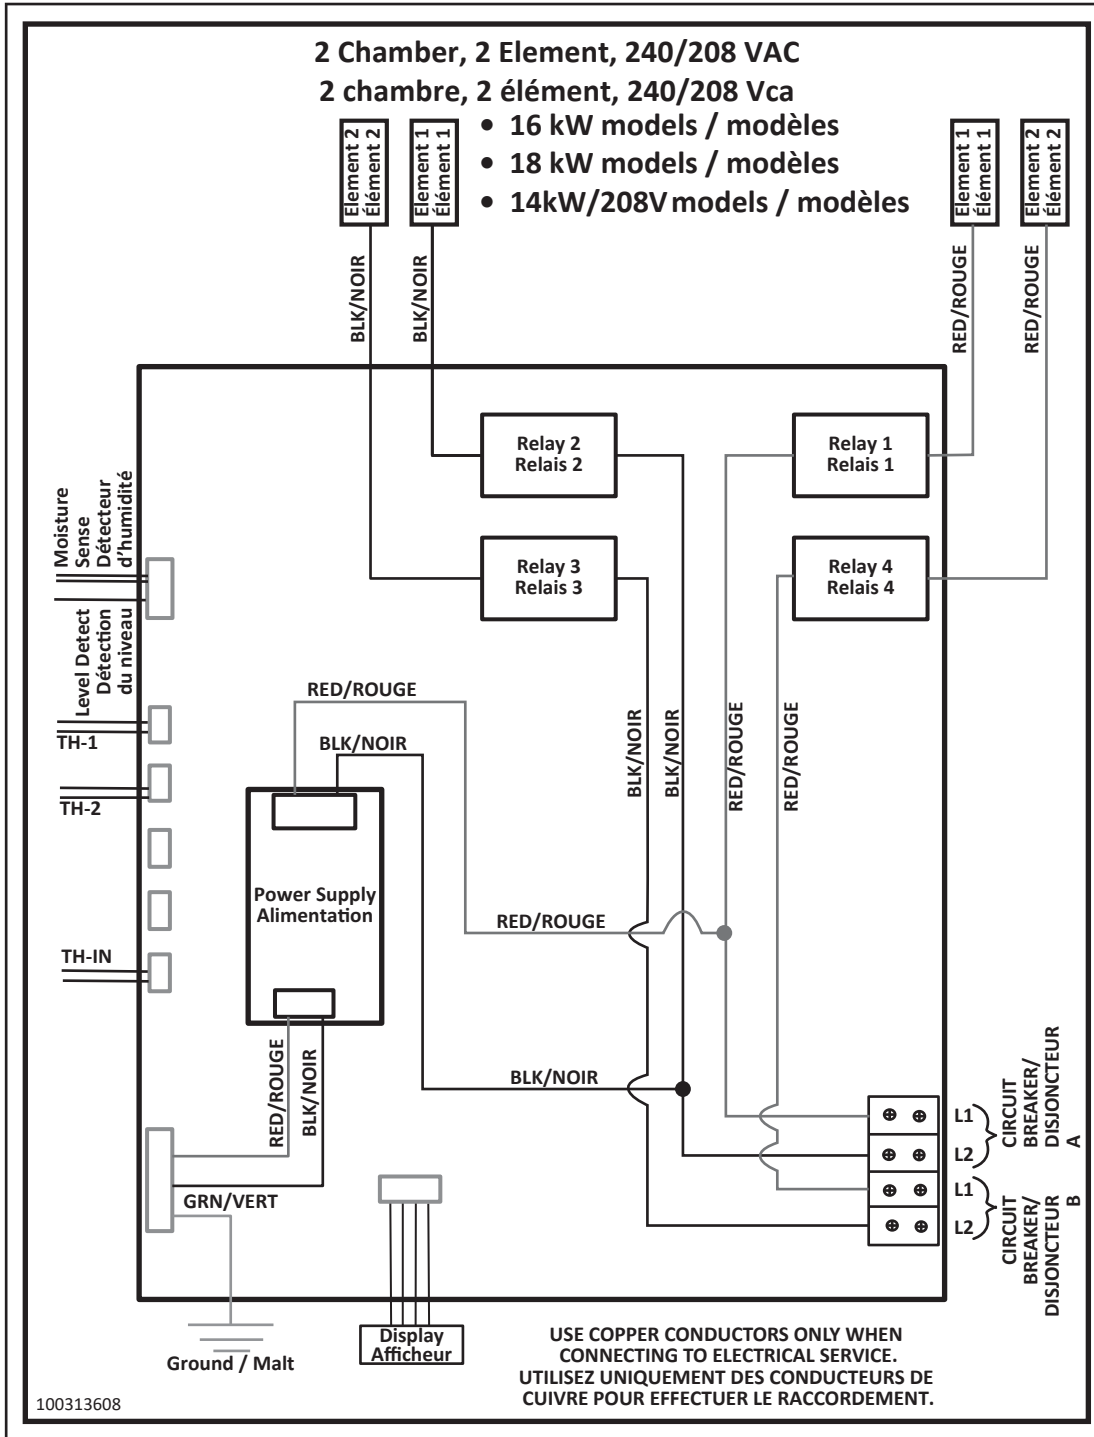 2 Chamber, 2 Element, 240/208 VAC
2 chambre, 2 élément, 240/208 Vca
• 16 kW models / modèles
• 18 kW models / modèles
• 14kW/208V models / modèles
Element 2
Élément 2
Element 1
Élément 1
Element 1
Élément 1
Element 2
Élément 2
BLK/NOIR
BLK/NOIR
RED/ROUGE
RED/ROUGE
Relay 2
Relais 2
Relay 1
Relais 1
Relay 3
Relais 3
Relay 4
Relais 4
Moisture
Sense
Détecteur
d'humidité
Level Detect
Détection
du niveau
TH-1
TH-2
TH-IN
RED/ROUGE
BLK/NOIR
BLK/NOIR
BLK/NOIR
RED/ROUGE
RED/ROUGE
Power Supply
Alimentation
RED/ROUGE
BLK/NOIR
RED/ROUGE
BLK/NOIR
GRN/VERT
L1
L2
L1
L2
CIRCUIT
BREAKER/
DISJONCTEUR
A
CIRCUIT
BREAKER/
DISJONCTEUR
B
Ground / Malt
Display
Afficheur
USE COPPER CONDUCTORS ONLY WHEN
CONNECTING TO ELECTRICAL SERVICE.
UTILISEZ UNIQUEMENT DES CONDUCTEURS DE
CUIVRE POUR EFFECTUER LE RACCORDEMENT.
100313608